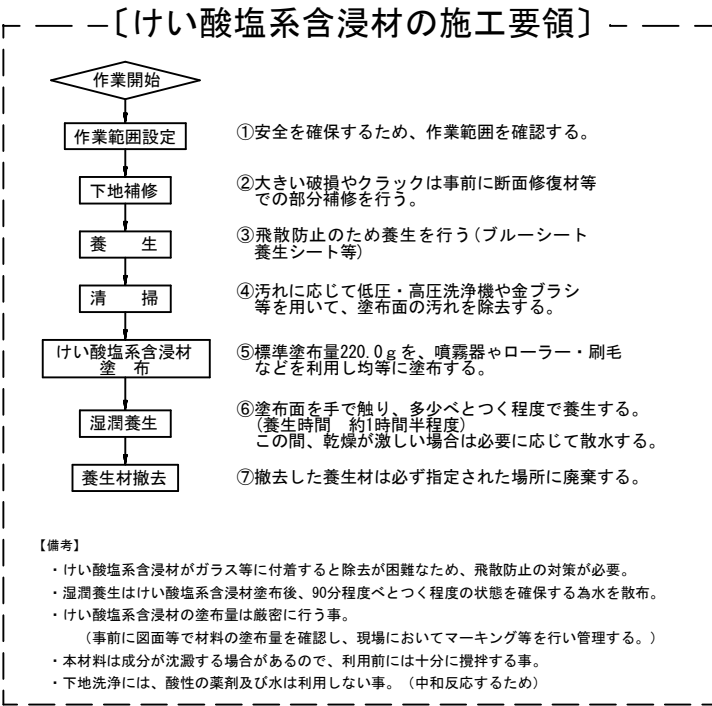 〔けい酸塩系含浸材の施工要領〕
作業開始
作業範囲設定
①安全を確保するため、作業範囲を確認する。
下地補修
②大きい破損やクラックは事前に断面修復材等
での部分補修を行う。
養　生
③飛散防止のため養生を行う(ブルーシート
養生シート等)
清　掃
④汚れに応じて低圧・高圧洗浄機や金ブラシ
等を用いて、塗布面の汚れを除去する。
けい酸塩系含浸材
塗　布
⑤標準塗布量220.0gを、噴霧器ゃローラー・刷毛
などを利用し均等に塗布する。
湿潤養生
⑥塗布面を手で触り、多少べとつく程度で養生する。
(養生時間　約1時間半程度)
この間、乾燥が激しい場合は必要に応じて散水する。
養生材撤去
⑦撤去した養生材は必ず指定された場所に廃棄する。
【備考】
・けい酸塩系含浸材がガラス等に付着すると除去が困難なため、飛散防止の対策が必要。
・湿潤養生はけい酸塩系含浸材塗布後、90分程度べとつく程度の状態を確保する為水を散布。
・けい酸塩系含浸材の塗布量は厳密に行う事。
（事前に図面等で材料の塗布量を確認し、現場においてマーキング等を行い管理する。）
・本材料は成分が沈澱する場合があるので、利用前には十分に攪拌する事。
・下地洗浄には、酸性の薬剤及び水は利用しない事。（中和反応するため）